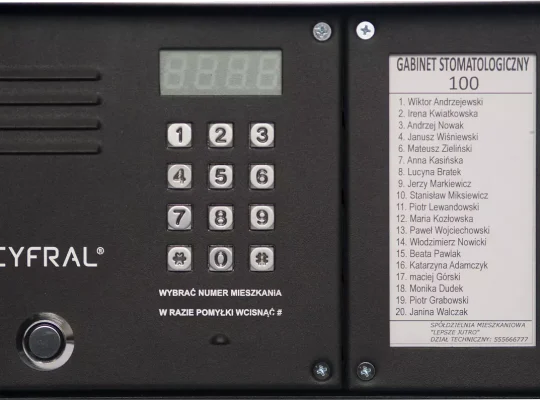 CYFRAL®
1 2 3
4 5 6
7 8 9
0 #
WYBRAĆ NUMER MIESZKANIA
W RAZIE POMYŁKI WCISNĄĆ #
GABINET STOMATOLOGICZNY
100
1. Wiktor Andrzejewski
2. Irena Kwiatkowska
3. Andrzej Nowak
4. Janusz Wiśniewski
6. Mateusz Zieliński
7. Anna Kasińska
8. Lucyna Bratek
9. Jerzy Markiewicz
10. Stanisław Miksiewicz
11. Piotr Lewandowski
12. Maria Kozłowska
13. Paweł Wojciechowski
14. Włodzimierz Nowicki
15. Beata Pawlak
16. Katarzyna Adamczyk
17. maciej Górski
18. Monika Dudek
19. Piotr Grabowski
20. Janina Walczak
SPÓŁDZIELNIA MIESZKANIOWA
"LEPSZE JUTRO"
DZIAŁ TECHNICZNY: 555666777